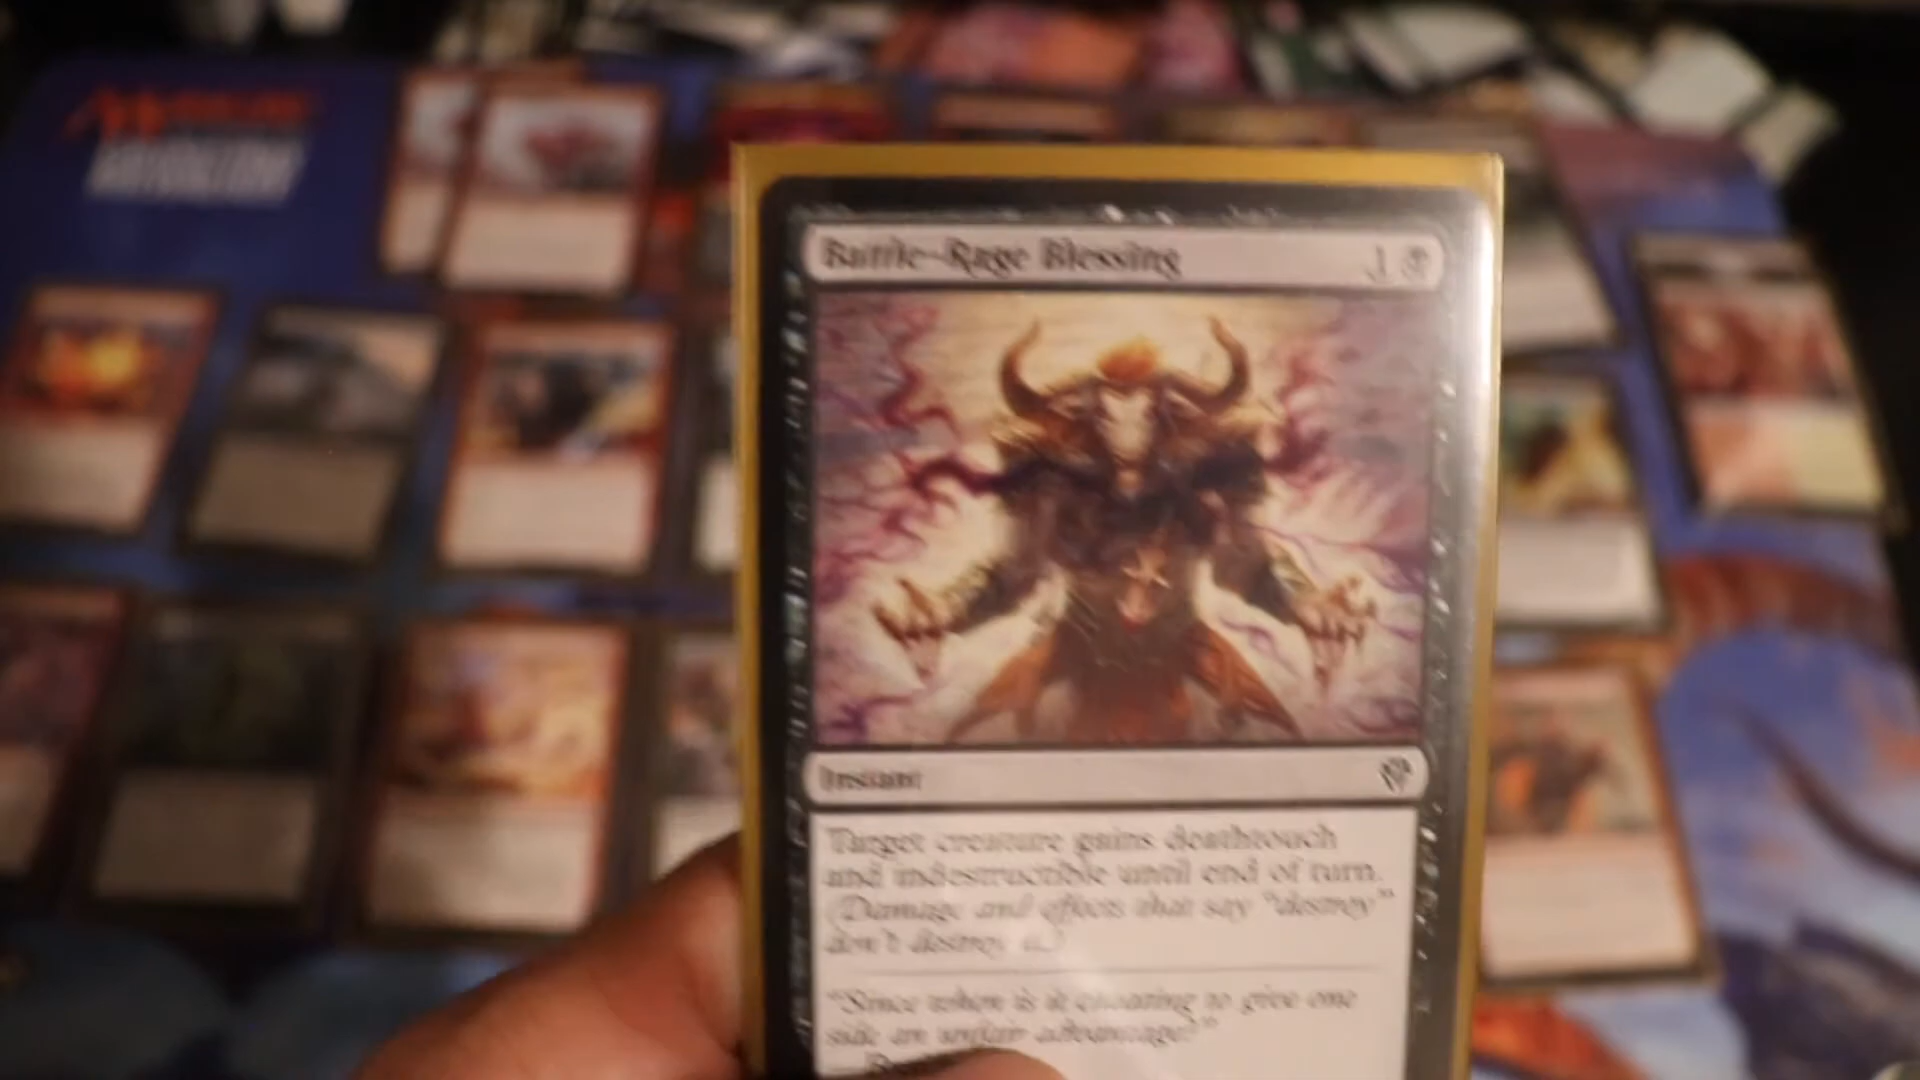 Battle-Rage Blessing 1
Instant
Target creature gains deathtouch
and indestructible until end of turn.
(Damage and effects that say "destroy"
don't destroy it.)
"Since when is it cheating to give one
side an unfair advantage?"